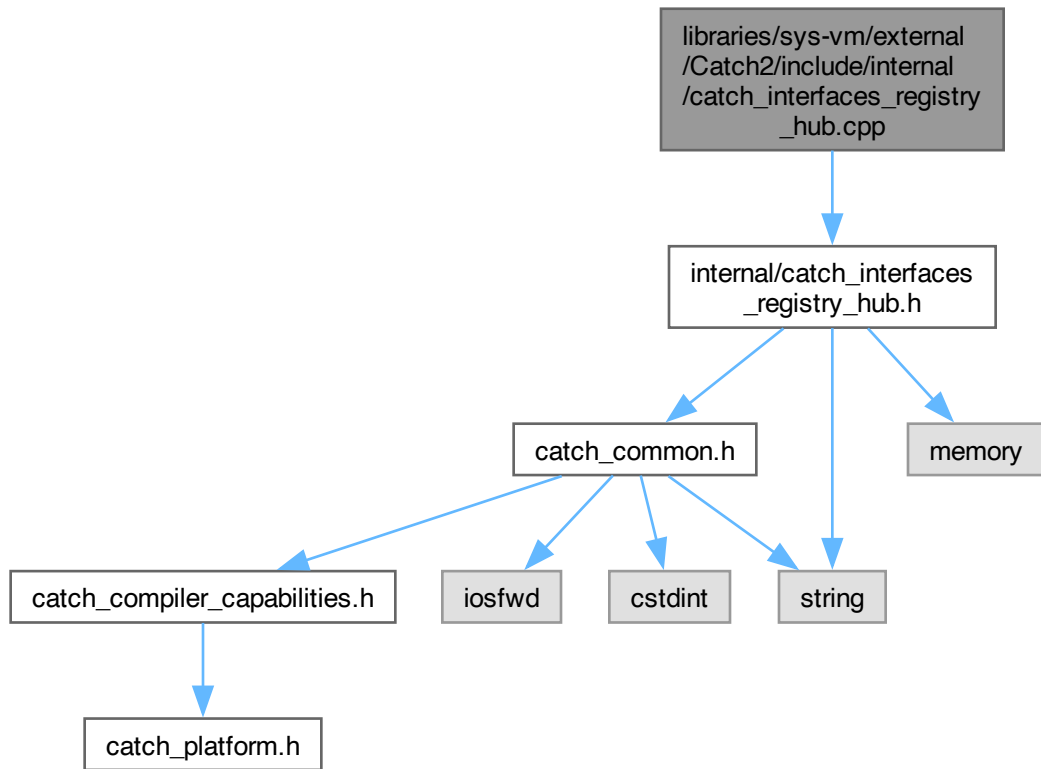 libraries/sys-vm/external
/Catch2/include/internal
/catch_interfaces_registry
_hub.cpp
internal/catch_interfaces
_registry_hub.h
catch_common.h
memory
catch_compiler_capabilities.h
iosfwd
cstdint
string
catch_platform.h